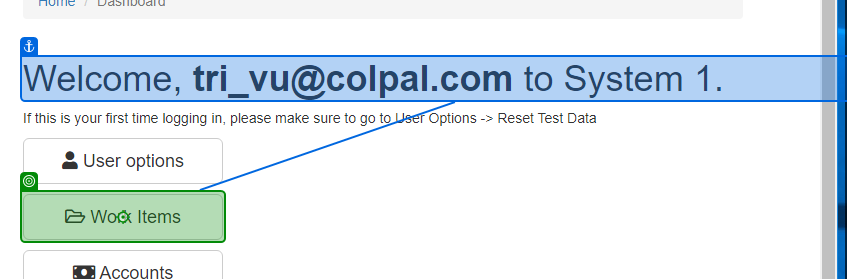 Home / Dashboard
Welcome, tri_vu@colpal.com to System 1.
If this is your first time logging in, please make sure to go to User Options -> Reset Test Data
User options
Work Items
Accounts